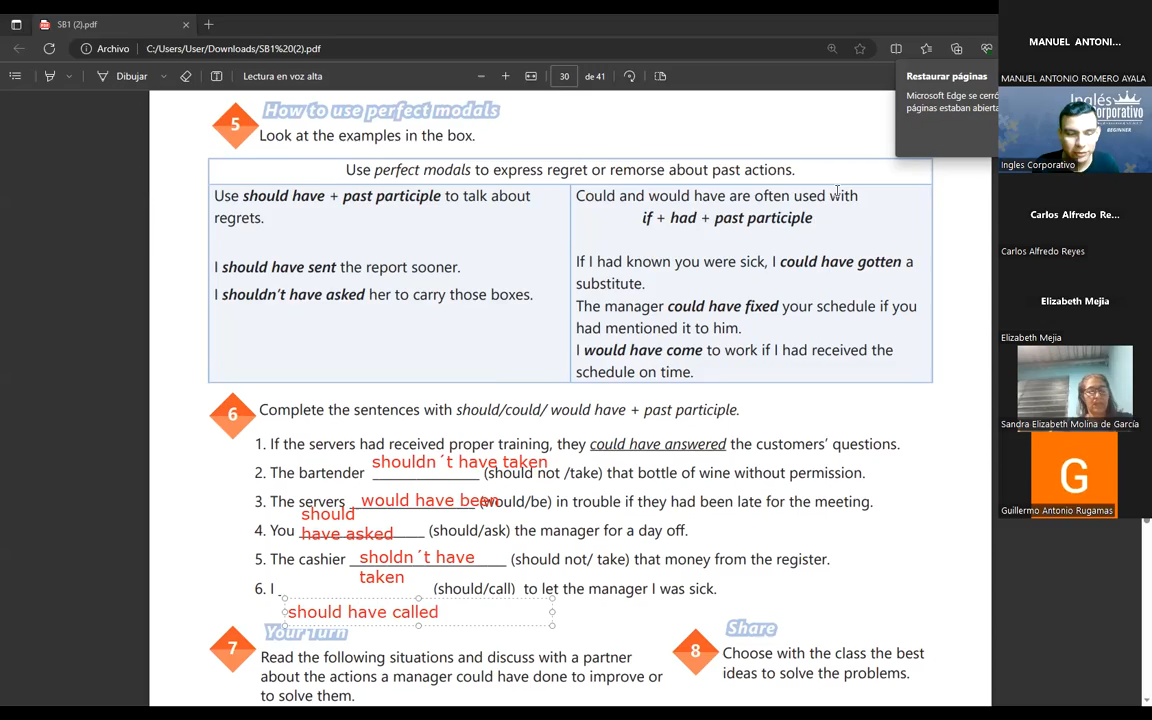 SB1 (2).pdf
Archivo
C:/Users/User/Downloads/SB1%20(2).pdf
Dibujar
Lectura en voz alta
30
de 41
Restaurar páginas
Microsoft Edge se cerró
páginas estaban abierta
5
How to use perfect modals
Look at the examples in the box.
Use perfect modals to express regret or remorse about past actions.
Use should have + past participle to talk about
regrets.
I should have sent the report sooner.
I shouldn't have asked her to carry those boxes.
Could and would have are often used with
if + had + past participle
If I had known you were sick, I could have gotten a
substitute.
The manager could have fixed your schedule if you
had mentioned it to him.
I would have come to work if I had received the
schedule on time.
6
Complete the sentences with should/could/ would have + past participle.
1. If the servers had received proper training, they could have answered the customers' questions.
shouldn´t have taken
2. The bartender ____________ (should not /take) that bottle of wine without permission.
would have been
3. The servers ____________ (would/be) in trouble if they had been late for the meeting.
should
have asked
4. You ____________ (should/ask) the manager for a day off.
sholdn´t have
taken
5. The cashier ____________ (should not/ take) that money from the register.
6. I _ (should/call) to let the manager I was sick.
should have called
7
Your Turn
Read the following situations and discuss with a partner
about the actions a manager could have done to improve or
to solve them.
8
Share
Choose with the class the best
ideas to solve the problems.
MANUEL ANTONI...
MANUEL ANTONIO ROMERO AYALA
Inglés
Corporativo
BEGINNER
Ingles Corporativo
Carlos Alfredo Re...
Carlos Alfredo Reyes
Elizabeth Mejia
Elizabeth Mejia
Sandra Elizabeth Molina de García
G
Guillermo Antonio Rugamas